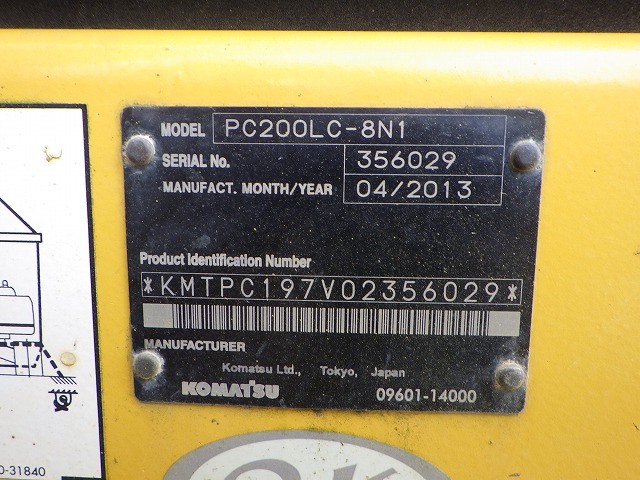 MODEL PC200LC-8N1
SERIAL No. 356029
MANUFACT. MONTH/YEAR 04/2013
Product Identification Number
*KMTPC197V02356029*
MANUFACTURER
Komatsu Ltd., Tokyo, Japan
KOMATSU 09601-14000
0-31840
OK